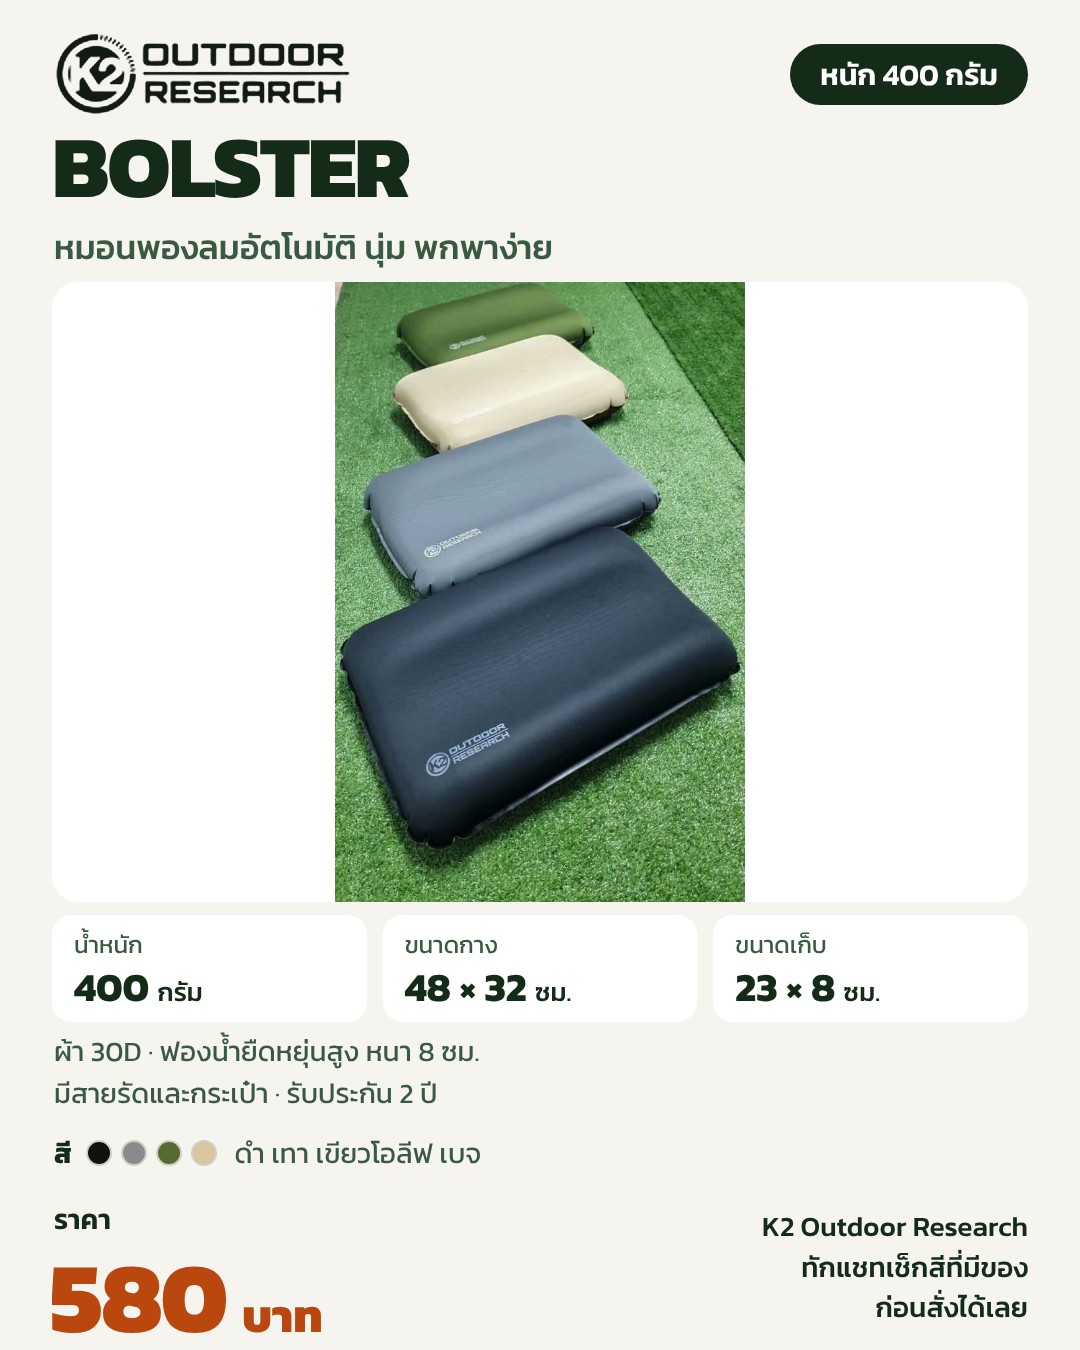 K2 OUTDOOR
RESEARCH
หนัก 400 กรัม
BOLSTER
หมอนพองลมอัตโนมัติ นุ่ม พกพาง่าย
K2 OUTDOOR
RESEARCH
K2 OUTDOOR
RESEARCH
น้ำหนัก
400 กรัม
ขนาดกาง
48 × 32 ซม.
ขนาดเก็บ
23 × 8 ซม.
ผ้า 30D · ฟองน้ำยืดหยุ่นสูง หนา 8 ซม.
มีสายรัดและกระเป๋า · รับประกัน 2 ปี
สี ดำ เทา เขียวโอลีฟ เบจ
ราคา
580 บาท
K2 Outdoor Research
ทักแชทเช็กสีที่มีของ
ก่อนสั่งได้เลย